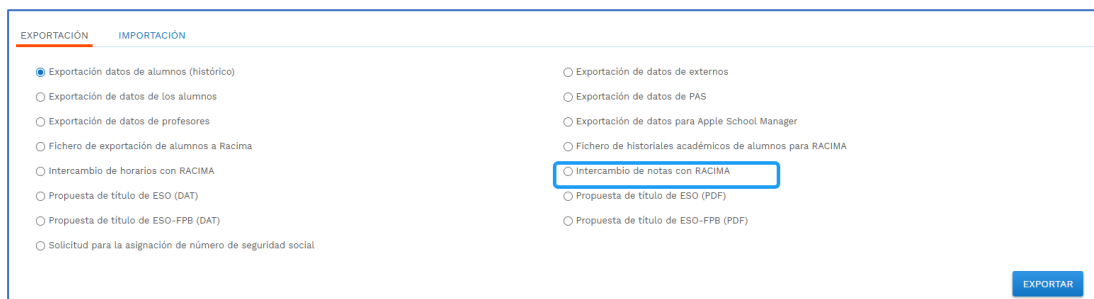 EXPORTACIÓN IMPORTACIÓN
Exportación datos de alumnos (histórico) Exportación de datos de externos
Exportación de datos de los alumnos Exportación de datos de PAS
Exportación de datos de profesores Exportación de datos para Apple School Manager
Fichero de exportación de alumnos a Racima Fichero de historiales académicos de alumnos para RACIMA
Intercambio de horarios con RACIMA Intercambio de notas con RACIMA
Propuesta de título de ESO (DAT) Propuesta de título de ESO (PDF)
Propuesta de título de ESO-FPB (DAT) Propuesta de título de ESO-FPB (PDF)
Solicitud para la asignación de número de seguridad social
EXPORTAR